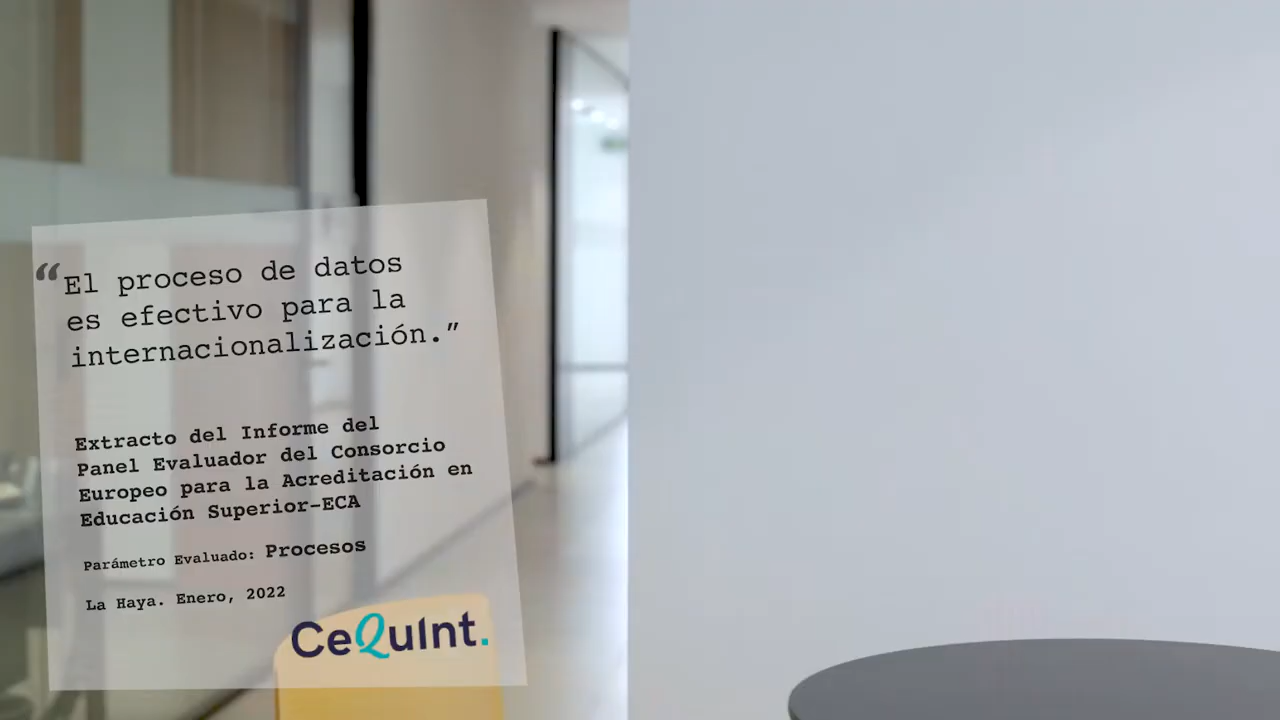 “El proceso de datos
es efectivo para la
internacionalización.”
Extracto del Informe del
Panel Evaluador del Consorcio
Europeo para la Acreditación en
Educación Superior-ECA
Parámetro Evaluado: Procesos
La Haya. Enero, 2022
CeQuInt.